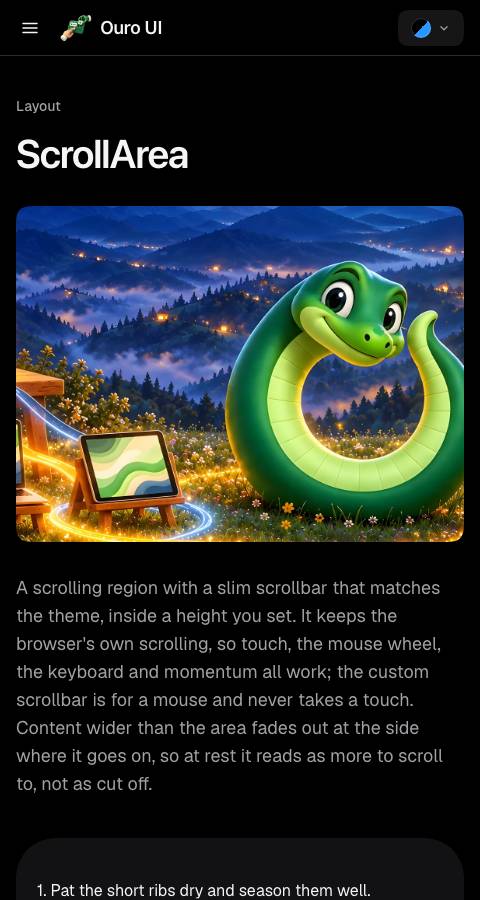 Ouro UI
Layout
ScrollArea
A scrolling region with a slim scrollbar that matches
the theme, inside a height you set. It keeps the
browser's own scrolling, so touch, the mouse wheel,
the keyboard and momentum all work; the custom
scrollbar is for a mouse and never takes a touch.
Content wider than the area fades out at the side
where it goes on, so at rest it reads as more to scroll
to, not as cut off.
1. Pat the short ribs dry and season them well.